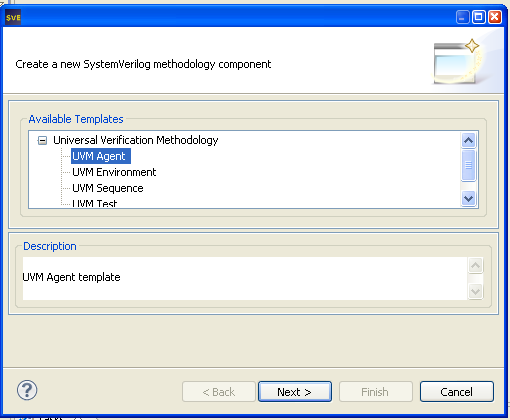 SVE
Create a new SystemVerilog methodology component
Available Templates
Universal Verification Methodology
UVM Agent
UVM Environment
UVM Sequence
UVM Test
Description
UVM Agent template
?
< Back
Next >
Finish
Cancel